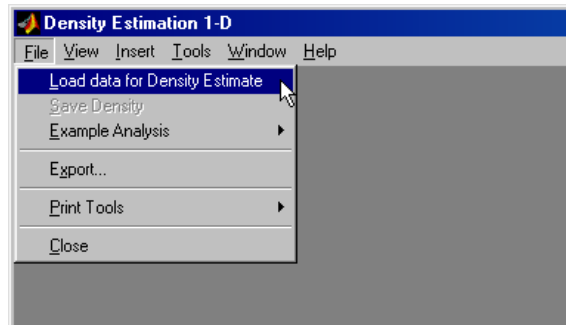 Density Estimation 1-D
File View Insert Tools Window Help
Load data for Density Estimate
Save Density
Example Analysis
Export...
Print Tools
Close